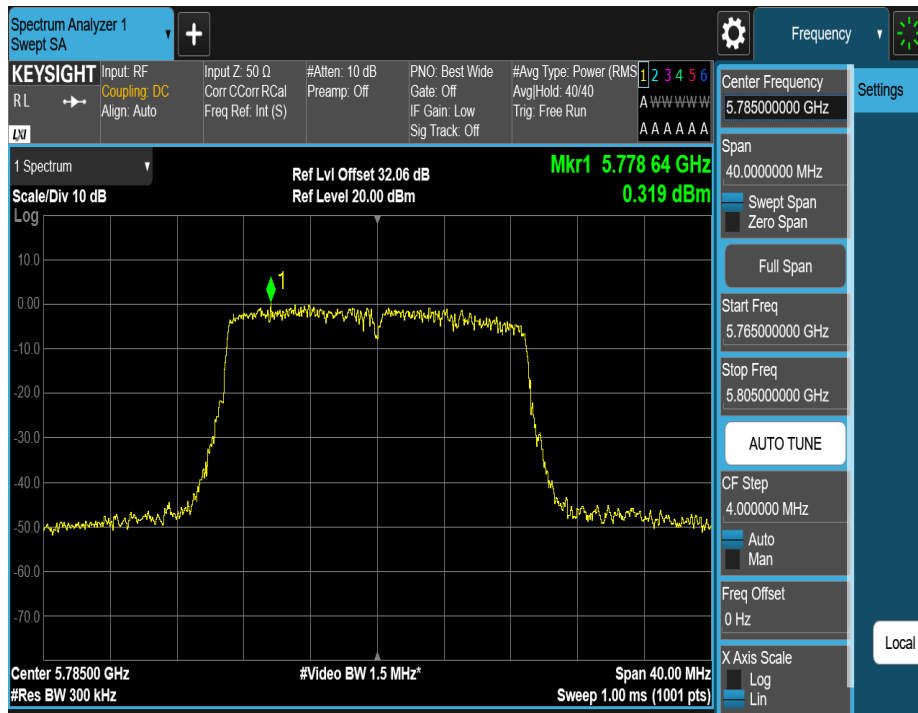 Spectrum Analyzer 1
Swept SA
+
Frequency
KEYSIGHT
RL
LXI
Input: RF
Coupling: DC
Align: Auto
Input Z: 50 Ω
Corr CCorr RCal
Freq Ref: Int (S)
#Atten: 10 dB
Preamp: Off
PNO: Best Wide
Gate: Off
IF Gain: Low
Sig Track: Off
#Avg Type: Power (RMS
Avg|Hold: 40/40
Trig: Free Run
1 2 3 4 5 6
A W W W W W
A A A A A A
1 Spectrum
Scale/Div 10 dB
Log
Ref Lvl Offset 32.06 dB
Ref Level 20.00 dBm
Mkr1 5.778 64 GHz
0.319 dBm
1
10.0
0.00
-10.0
-20.0
-30.0
-40.0
-50.0
-60.0
-70.0
Center 5.78500 GHz
#Res BW 300 kHz
#Video BW 1.5 MHz*
Span 40.00 MHz
Sweep 1.00 ms (1001 pts)
Center Frequency
5.785000000 GHz
Span
40.0000000 MHz
Swept Span
Zero Span
Full Span
Start Freq
5.765000000 GHz
Stop Freq
5.805000000 GHz
AUTO TUNE
CF Step
4.000000 MHz
Auto
Man
Freq Offset
0 Hz
X Axis Scale
Log
Lin
Settings
Local